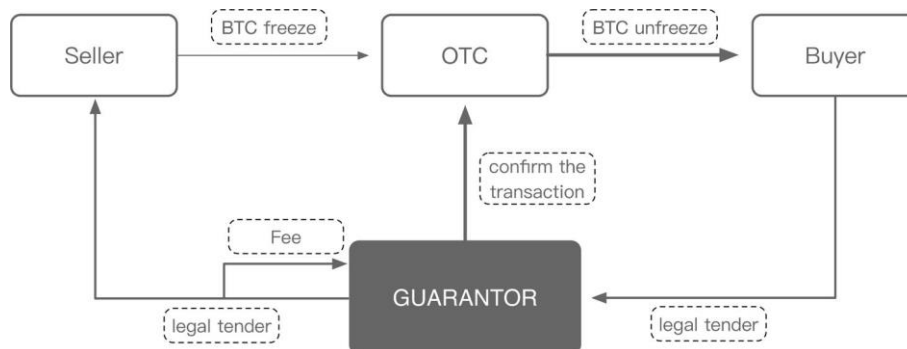 BTC freeze
BTC unfreeze
Seller
OTC
Buyer
confirm the
transaction
Fee
GUARANTOR
legal tender
legal tender